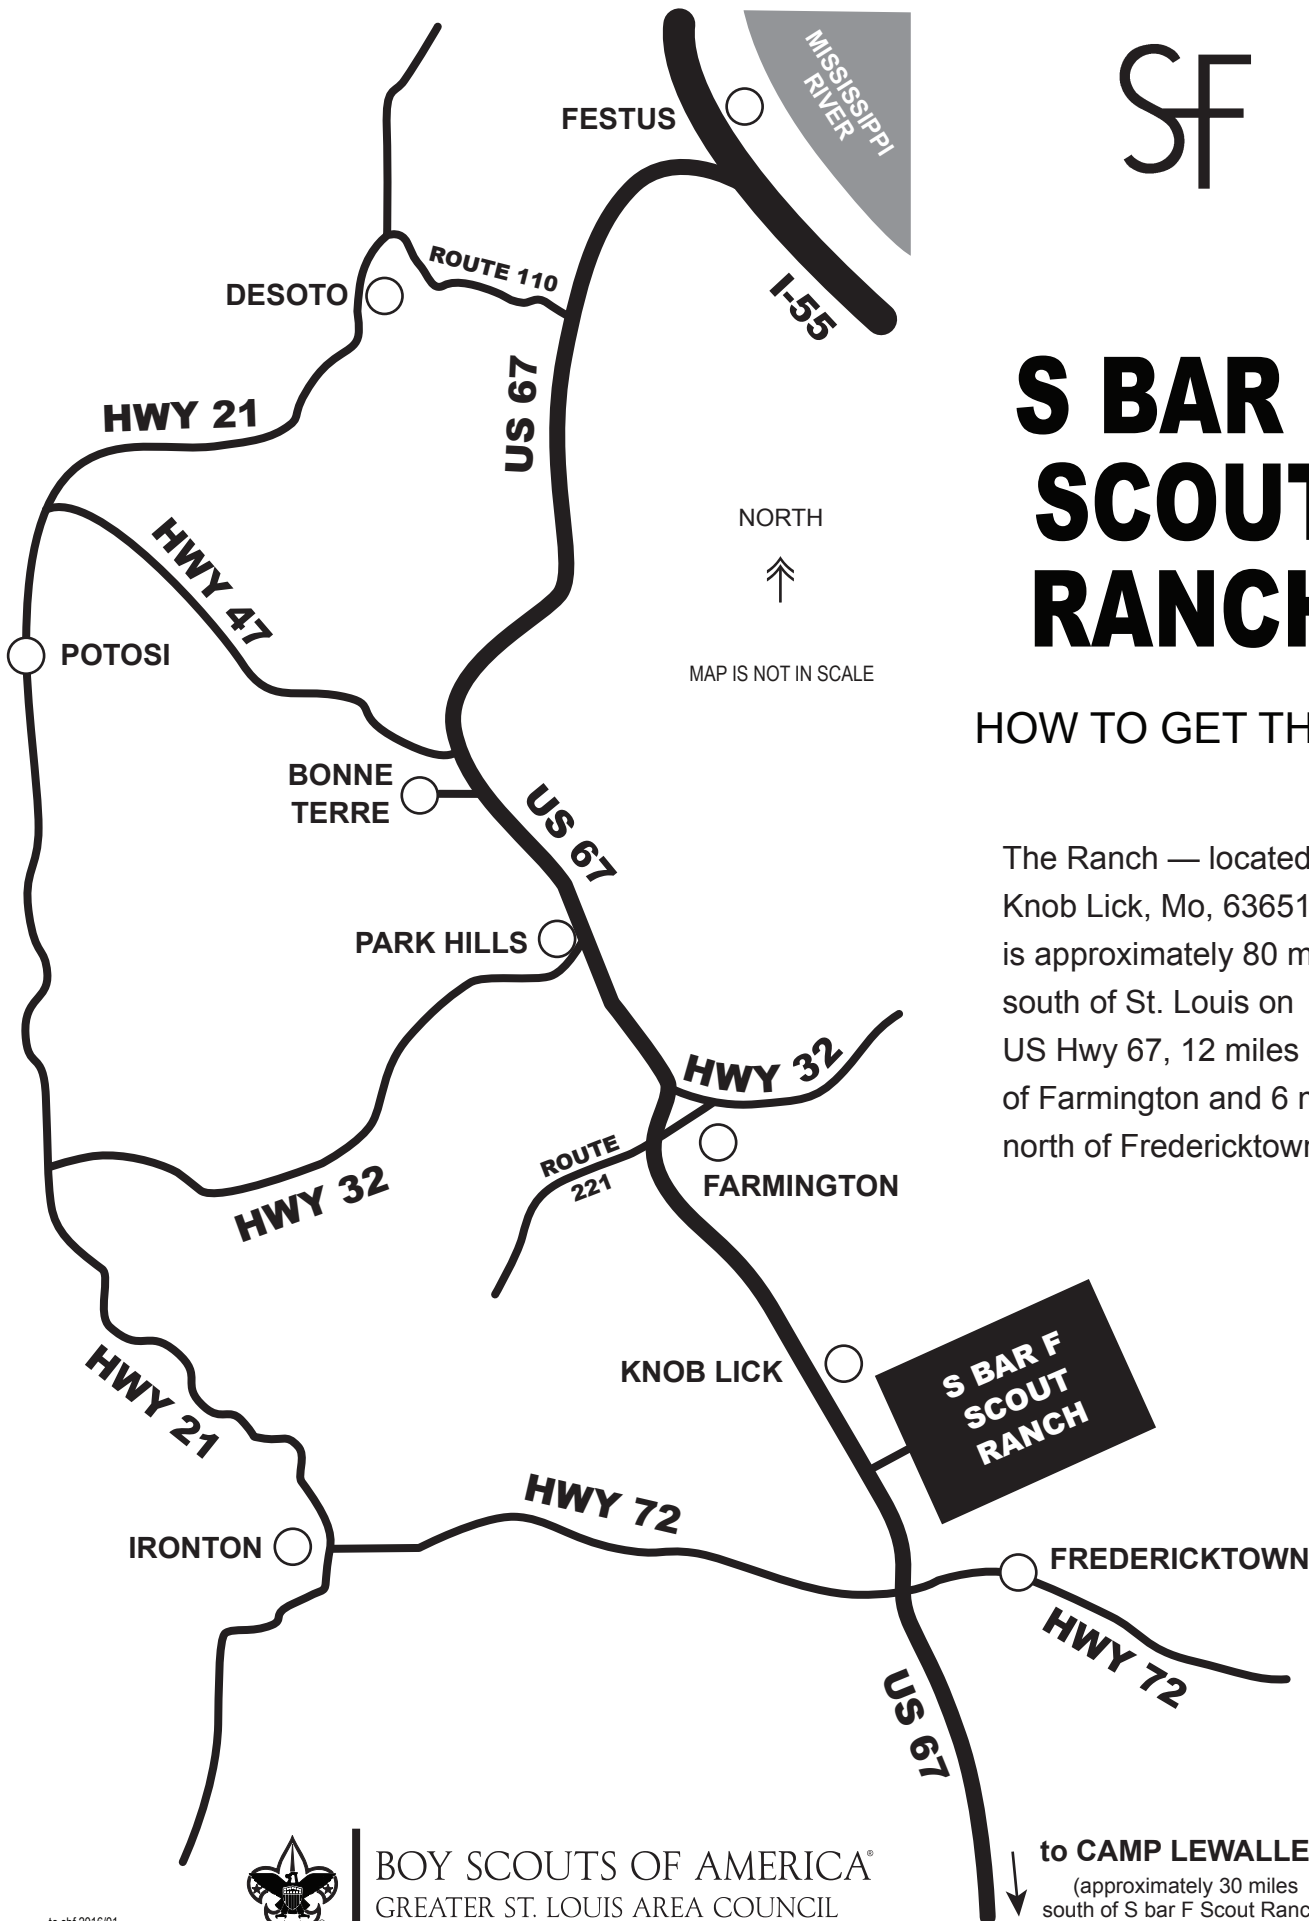 FESTUS
MISSISSIPPI
RIVER
SF
DESOTO
ROUTE 110
I-55
HWY 21
US 67
S BAR
SCOUT
RANCH
NORTH
HWY 47
POTOSI
MAP IS NOT IN SCALE
HOW TO GET TH
BONNE
TERRE
US 67
The Ranch — located
Knob Lick, Mo, 63651
is approximately 80 m
south of St. Louis on
US Hwy 67, 12 miles
of Farmington and 6 m
north of Fredericktown
PARK HILLS
HWY 32
ROUTE
221
FARMINGTON
HWY 32
KNOB LICK
S BAR F
SCOUT
RANCH
HWY 21
HWY 72
IRONTON
FREDERICKTOWN
HWY 72
US 67
BOY SCOUTS OF AMERICA®
GREATER ST. LOUIS AREA COUNCIL
to CAMP LEWALLE
(approximately 30 miles
south of S bar F Scout Ranc